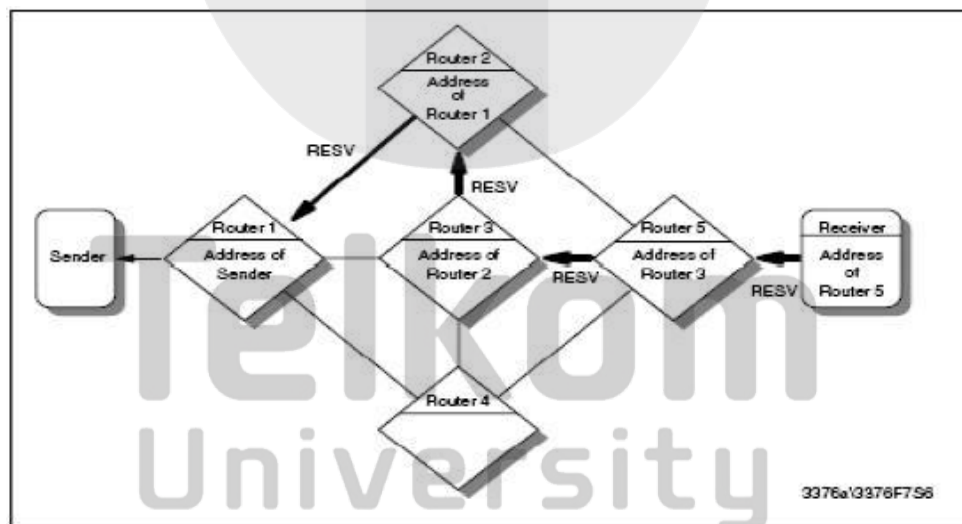 Router 2
Address
of
Router 1
RESV
RESV
Sender
Router 1
Address of
Sender
Router 3
Address of
Router 2
RESV
Router 5
Address of
Router 3
RESV
Receiver
Address
of
Router 5
Router 4
Telkom
University
3376a\3376F7S6